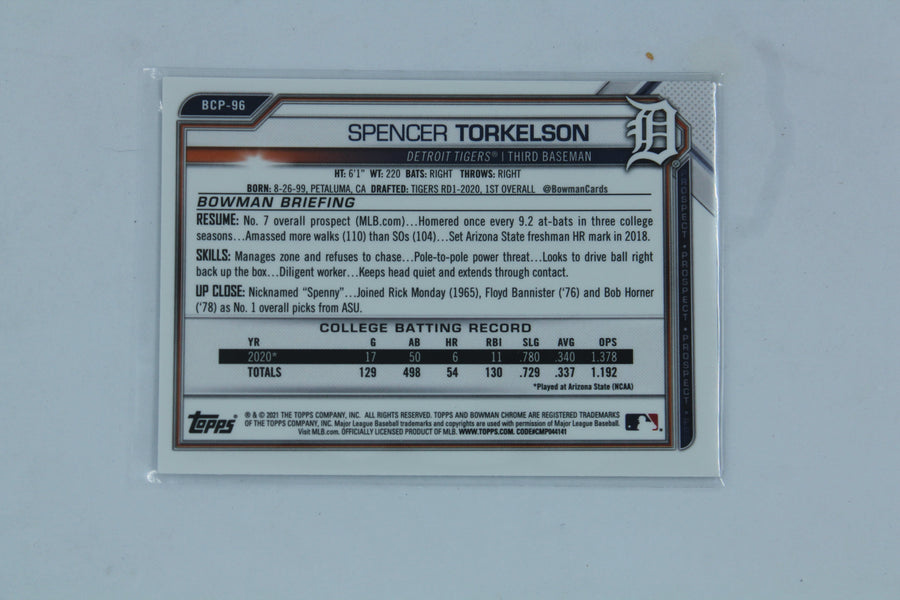 BCP-96
SPENCER TORKELSON
D
DETROIT TIGERS® | THIRD BASEMAN
HT: 6'1" WT: 220 BATS: RIGHT THROWS: RIGHT
BORN: 8-26-99, PETALUMA, CA DRAFTED: TIGERS RD1-2020, 1ST OVERALL @BowmanCards
BOWMAN BRIEFING
RESUME: No. 7 overall prospect (MLB.com)...Homered once every 9.2 at-bats in three college
seasons...Amassed more walks (110) than SOs (104)...Set Arizona State freshman HR mark in 2018.
SKILLS: Manages zone and refuses to chase...Pole-to-pole power threat...Looks to drive ball right
back up the box...Diligent worker...Keeps head quiet and extends through contact.
UP CLOSE: Nicknamed "Spenny"...Joined Rick Monday (1965), Floyd Bannister ('76) and Bob Horner
('78) as No. 1 overall picks from ASU.
COLLEGE BATTING RECORD
YR G AB HR RBI SLG AVG OPS
2020* 17 50 6 11 .780 .340 1.378
TOTALS 129 498 54 130 .729 .337 1.192
*Played at Arizona State (NCAA)
Topps®
® & © 2021 THE TOPPS COMPANY, INC. ALL RIGHTS RESERVED. TOPPS AND BOWMAN CHROME ARE REGISTERED TRADEMARKS
OF THE TOPPS COMPANY, INC. Major League Baseball trademarks and copyrights are used with permission of Major League Baseball.
Visit MLB.com. OFFICIALLY LICENSED PRODUCT OF MLB. WWW.TOPPS.COM. CODE#CMP044141
PROSPECT • PROSPECT • PROSPECT